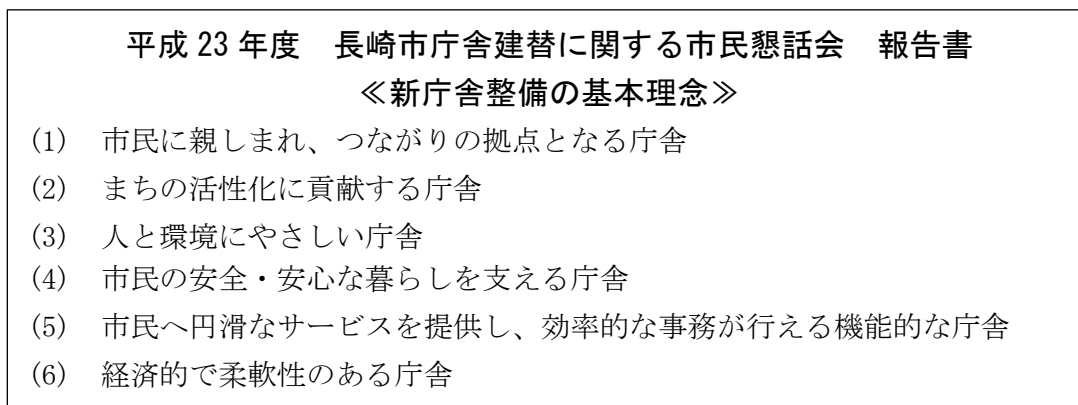 平成 23 年度　長崎市庁舎建替に関する市民懇話会　報告書
≪新庁舎整備の基本理念≫
(1)　市民に親しまれ、つながりの拠点となる庁舎
(2)　まちの活性化に貢献する庁舎
(3)　人と環境にやさしい庁舎
(4)　市民の安全・安心な暮らしを支える庁舎
(5)　市民へ円滑なサービスを提供し、効率的な事務が行える機能的な庁舎
(6)　経済的で柔軟性のある庁舎